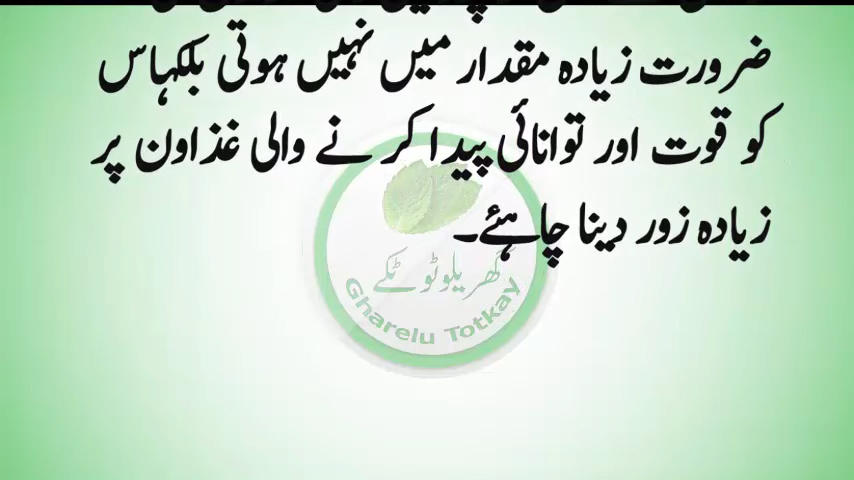 ضرورت زیادہ مقدار میں نہیں ہوتی بلکہاس
کو قوت اور توانائی پیدا کرنے والی غذاون پر
زیادہ زور دینا چاہئے۔
گھریلو ٹوٹکے
Gharelu Totkay